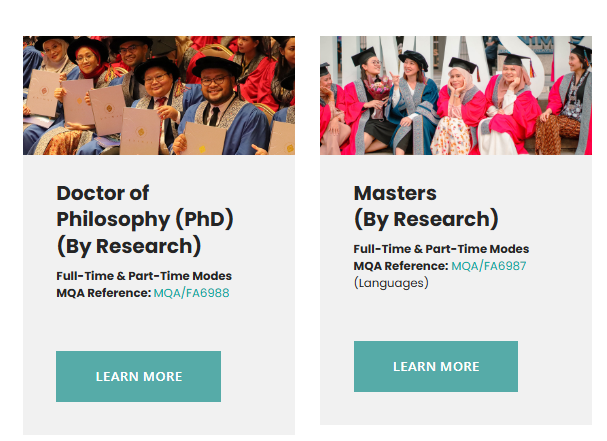 Doctor of
Philosophy (PhD)
(By Research)
Full-Time & Part-Time Modes
MQA Reference: MQA/FA6988
LEARN MORE
Masters
(By Research)
Full-Time & Part-Time Modes
MQA Reference: MQA/FA6987
(Languages)
LEARN MORE